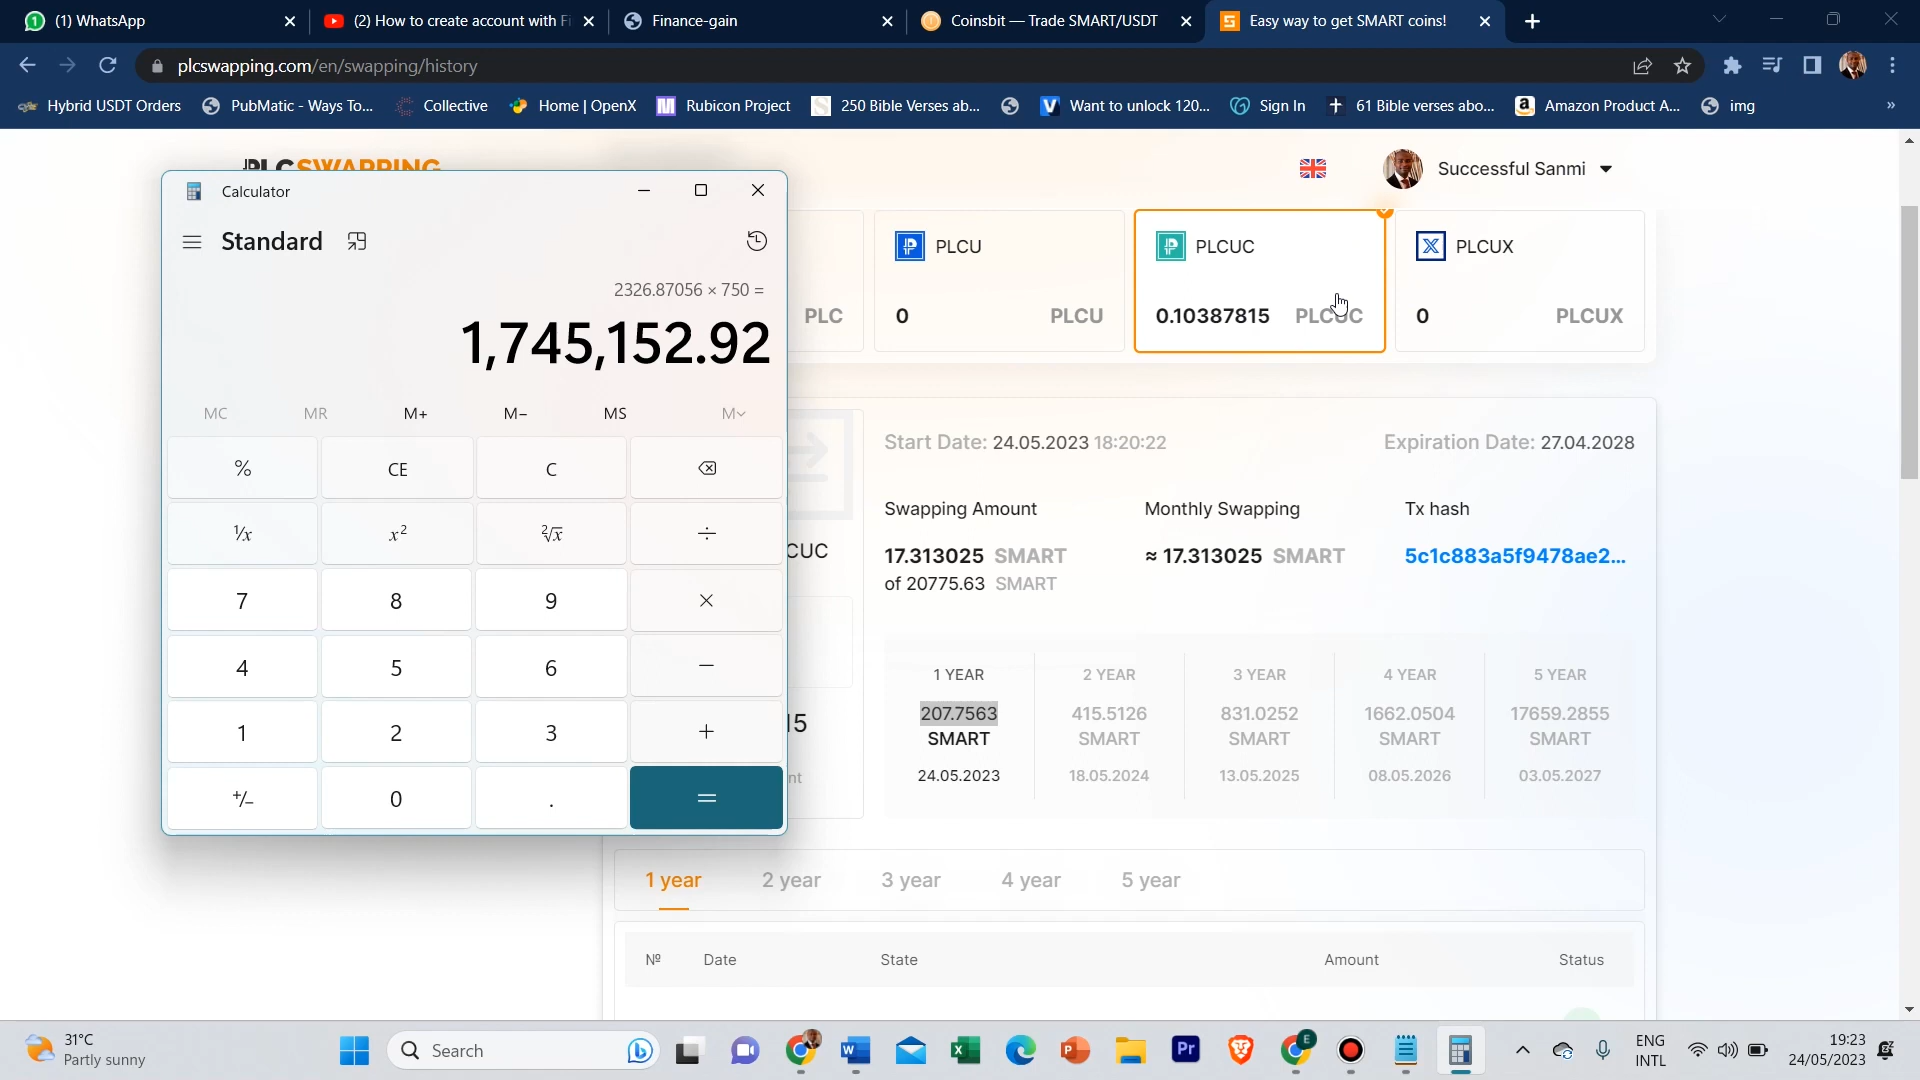 (1) WhatsApp
(2) How to create account with Fi
Finance-gain
Coinsbit — Trade SMART/USDT
Easy way to get SMART coins!
plcswapping.com/en/swapping/history
Hybrid USDT Orders
PubMatic - Ways To...
Collective
Home | OpenX
Rubicon Project
250 Bible Verses ab...
Want to unlock 120...
Sign In
61 Bible verses abo...
Amazon Product A...
img
»
PLCSWAPPING
Successful Sanmi
Calculator
Standard
2326.87056 × 750 =
1,745,152.92
MC MR M+ M− MS M˅
% CE C
¹⁄x x² ²√x ÷
7 8 9 ×
4 5 6 −
1 2 3 +
+/− 0 . =
PLC
PLCU
0 PLCU
PLCUC
0.10387815 PLCUC
PLCUX
0 PLCUX
Start Date: 24.05.2023 18:20:22
Expiration Date: 27.04.2028
Swapping Amount
Monthly Swapping
Tx hash
CUC
17.313025 SMART
of 20775.63 SMART
≈ 17.313025 SMART
5c1c883a5f9478ae2...
15
nt
1 YEAR
207.7563
SMART
24.05.2023
2 YEAR
415.5126
SMART
18.05.2024
3 YEAR
831.0252
SMART
13.05.2025
4 YEAR
1662.0504
SMART
08.05.2026
5 YEAR
17659.2855
SMART
03.05.2027
1 year 2 year 3 year 4 year 5 year
№ Date State Amount Status
31°C
Partly sunny
Search
ENG
INTL
19:23
24/05/2023